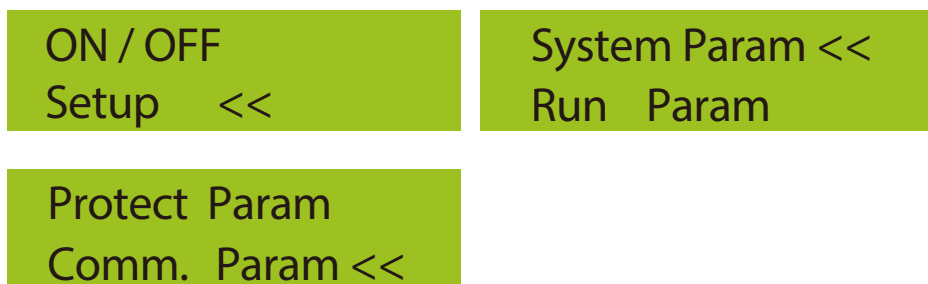 ON / OFF
Setup <<
System Param <<
Run Param
Protect Param
Comm. Param <<